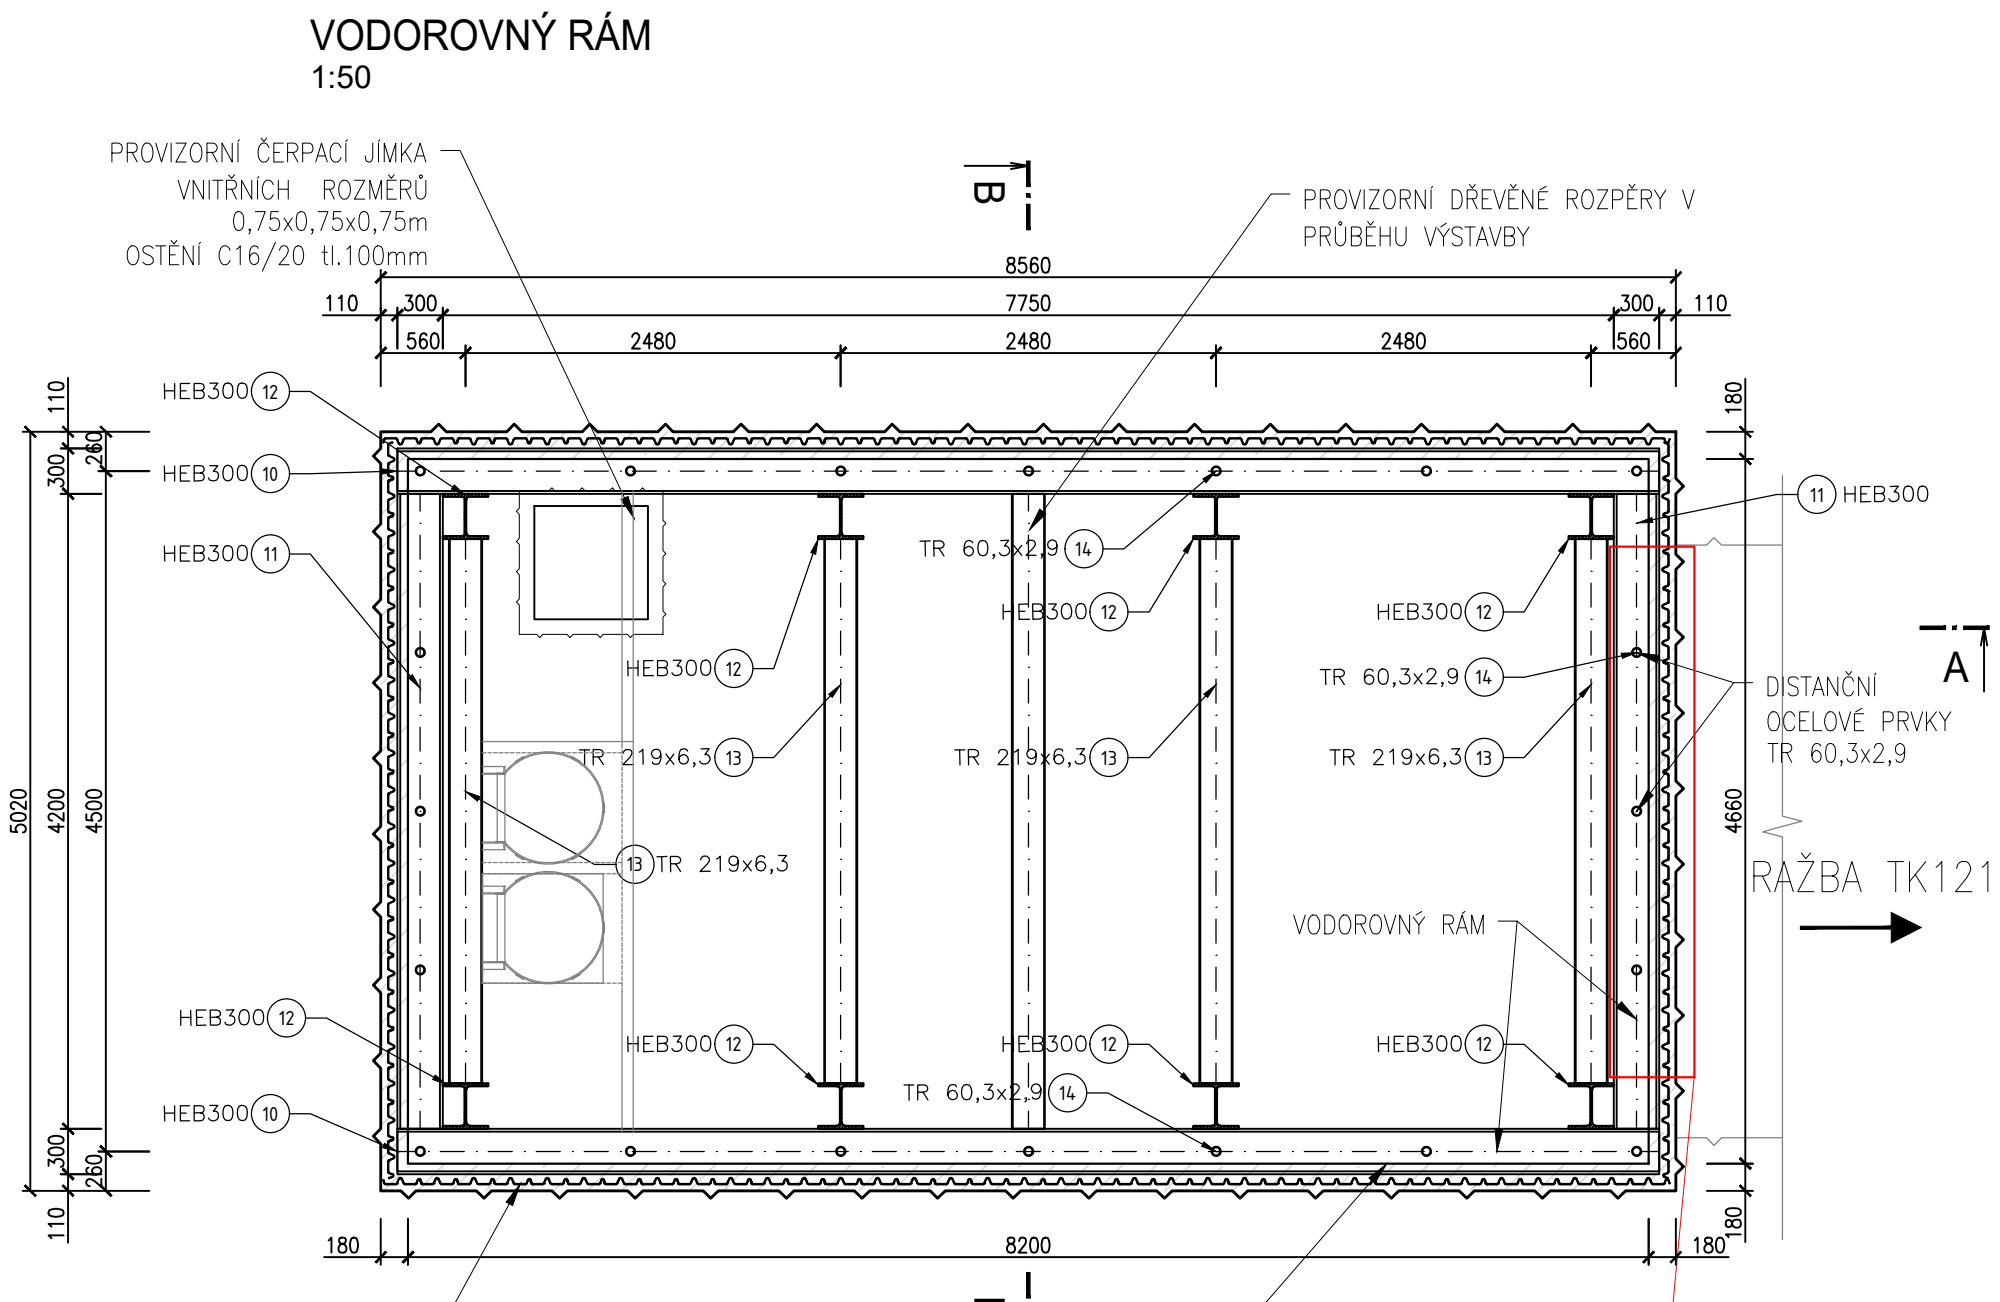 VODOROVNÝ RÁM
1:50
PROVIZORNÍ ČERPACÍ JÍMKA
VNITŘNÍCH ROZMĚRŮ
0,75x0,75x0,75m
OSTĚNÍ C16/20 tl.100mm
B
PROVIZORNÍ DŘEVĚNÉ ROZPĚRY V
PRŮBĚHU VÝSTAVBY
8560
110 300 7750 300 110
560 2480 2480 2480 560
HEB300 12
HEB300 10
HEB300 11
110
300
260
180
11 HEB300
TR 60,3x2,9 14
HEB300 12
HEB300 12
HEB300 12
TR 60,3x2,9 14
A
DISTANČNÍ
OCELOVÉ PRVKY
TR 60,3x2,9
TR 219x6,3 13
TR 219x6,3 13
TR 219x6,3 13
5020
4200
4500
4660
13 TR 219x6,3
RAŽBA TK121
VODOROVNÝ RÁM
HEB300 12
HEB300 12
HEB300 12
HEB300 12
TR 60,3x2,9 14
HEB300 10
300
260
110
180
180 8200 180